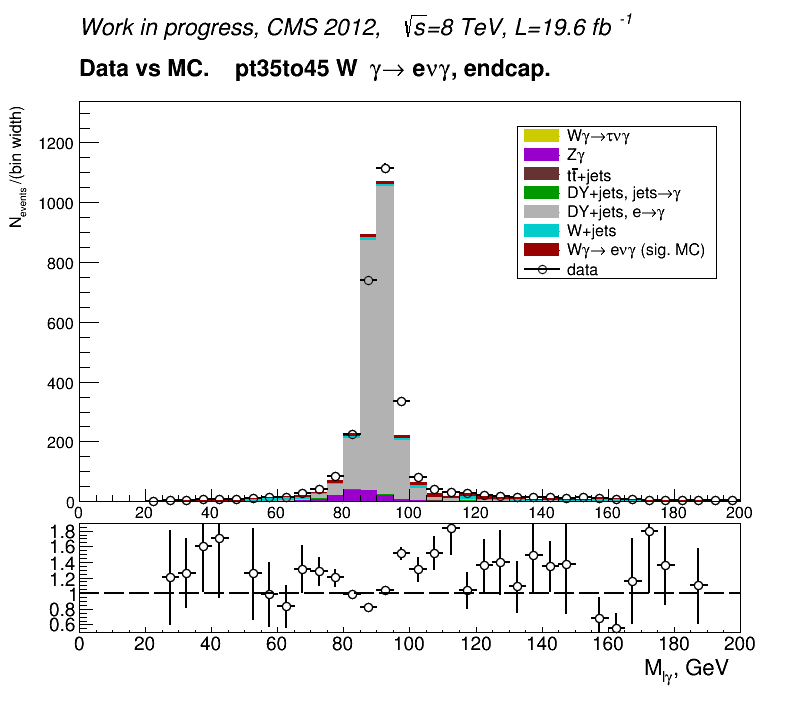 Work in progress, CMS 2012, √s=8 TeV, L=19.6 fb⁻¹
Data vs MC. pt35to45 W γ→ eνγ, endcap.
N_events /(bin width)
Wγ→τνγ
Zγ
tt̄+jets
DY+jets, jets→γ
DY+jets, e→γ
W+jets
Wγ→ eνγ (sig. MC)
data
1200
1000
800
600
400
200
0
0 20 40 60 80 100 120 140 160 180 200
1.8
1.6
1.4
1.2
1
0.8
0.6
0 20 40 60 80 100 120 140 160 180 200
M_lγ, GeV